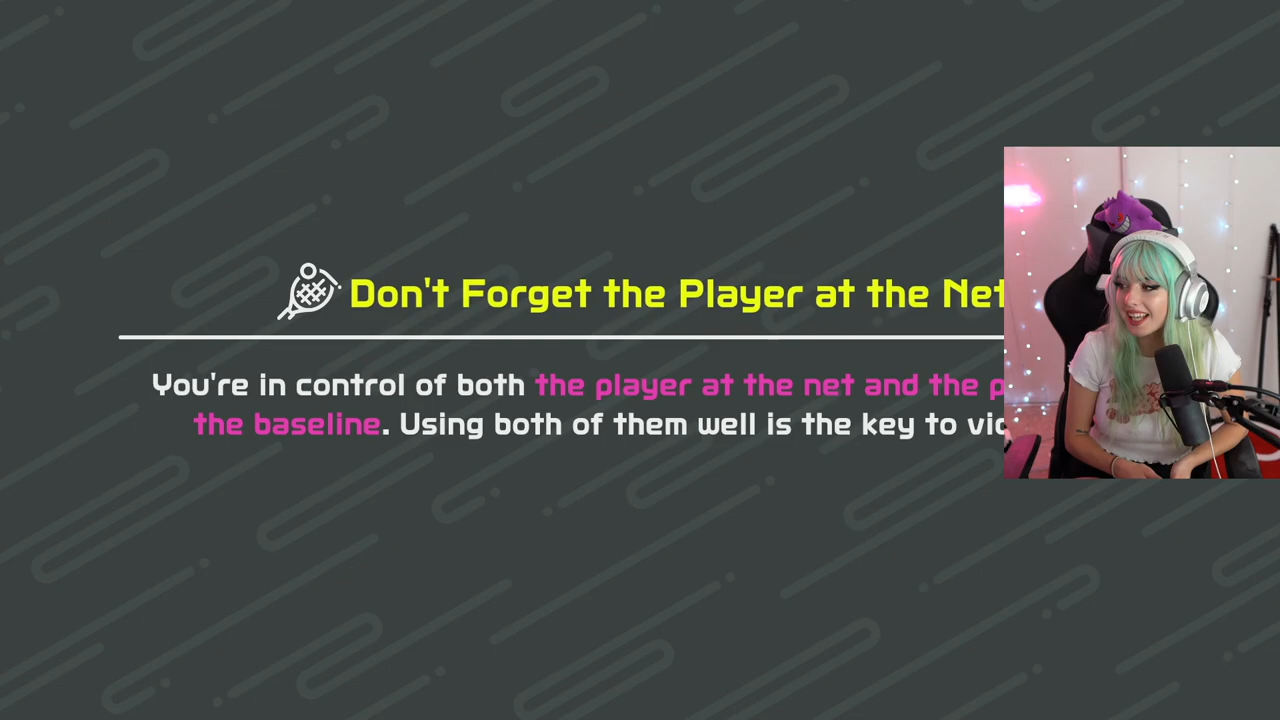 Don't Forget the Player at the Net
You're in control of both the player at the net and the
the baseline. Using both of them well is the key to